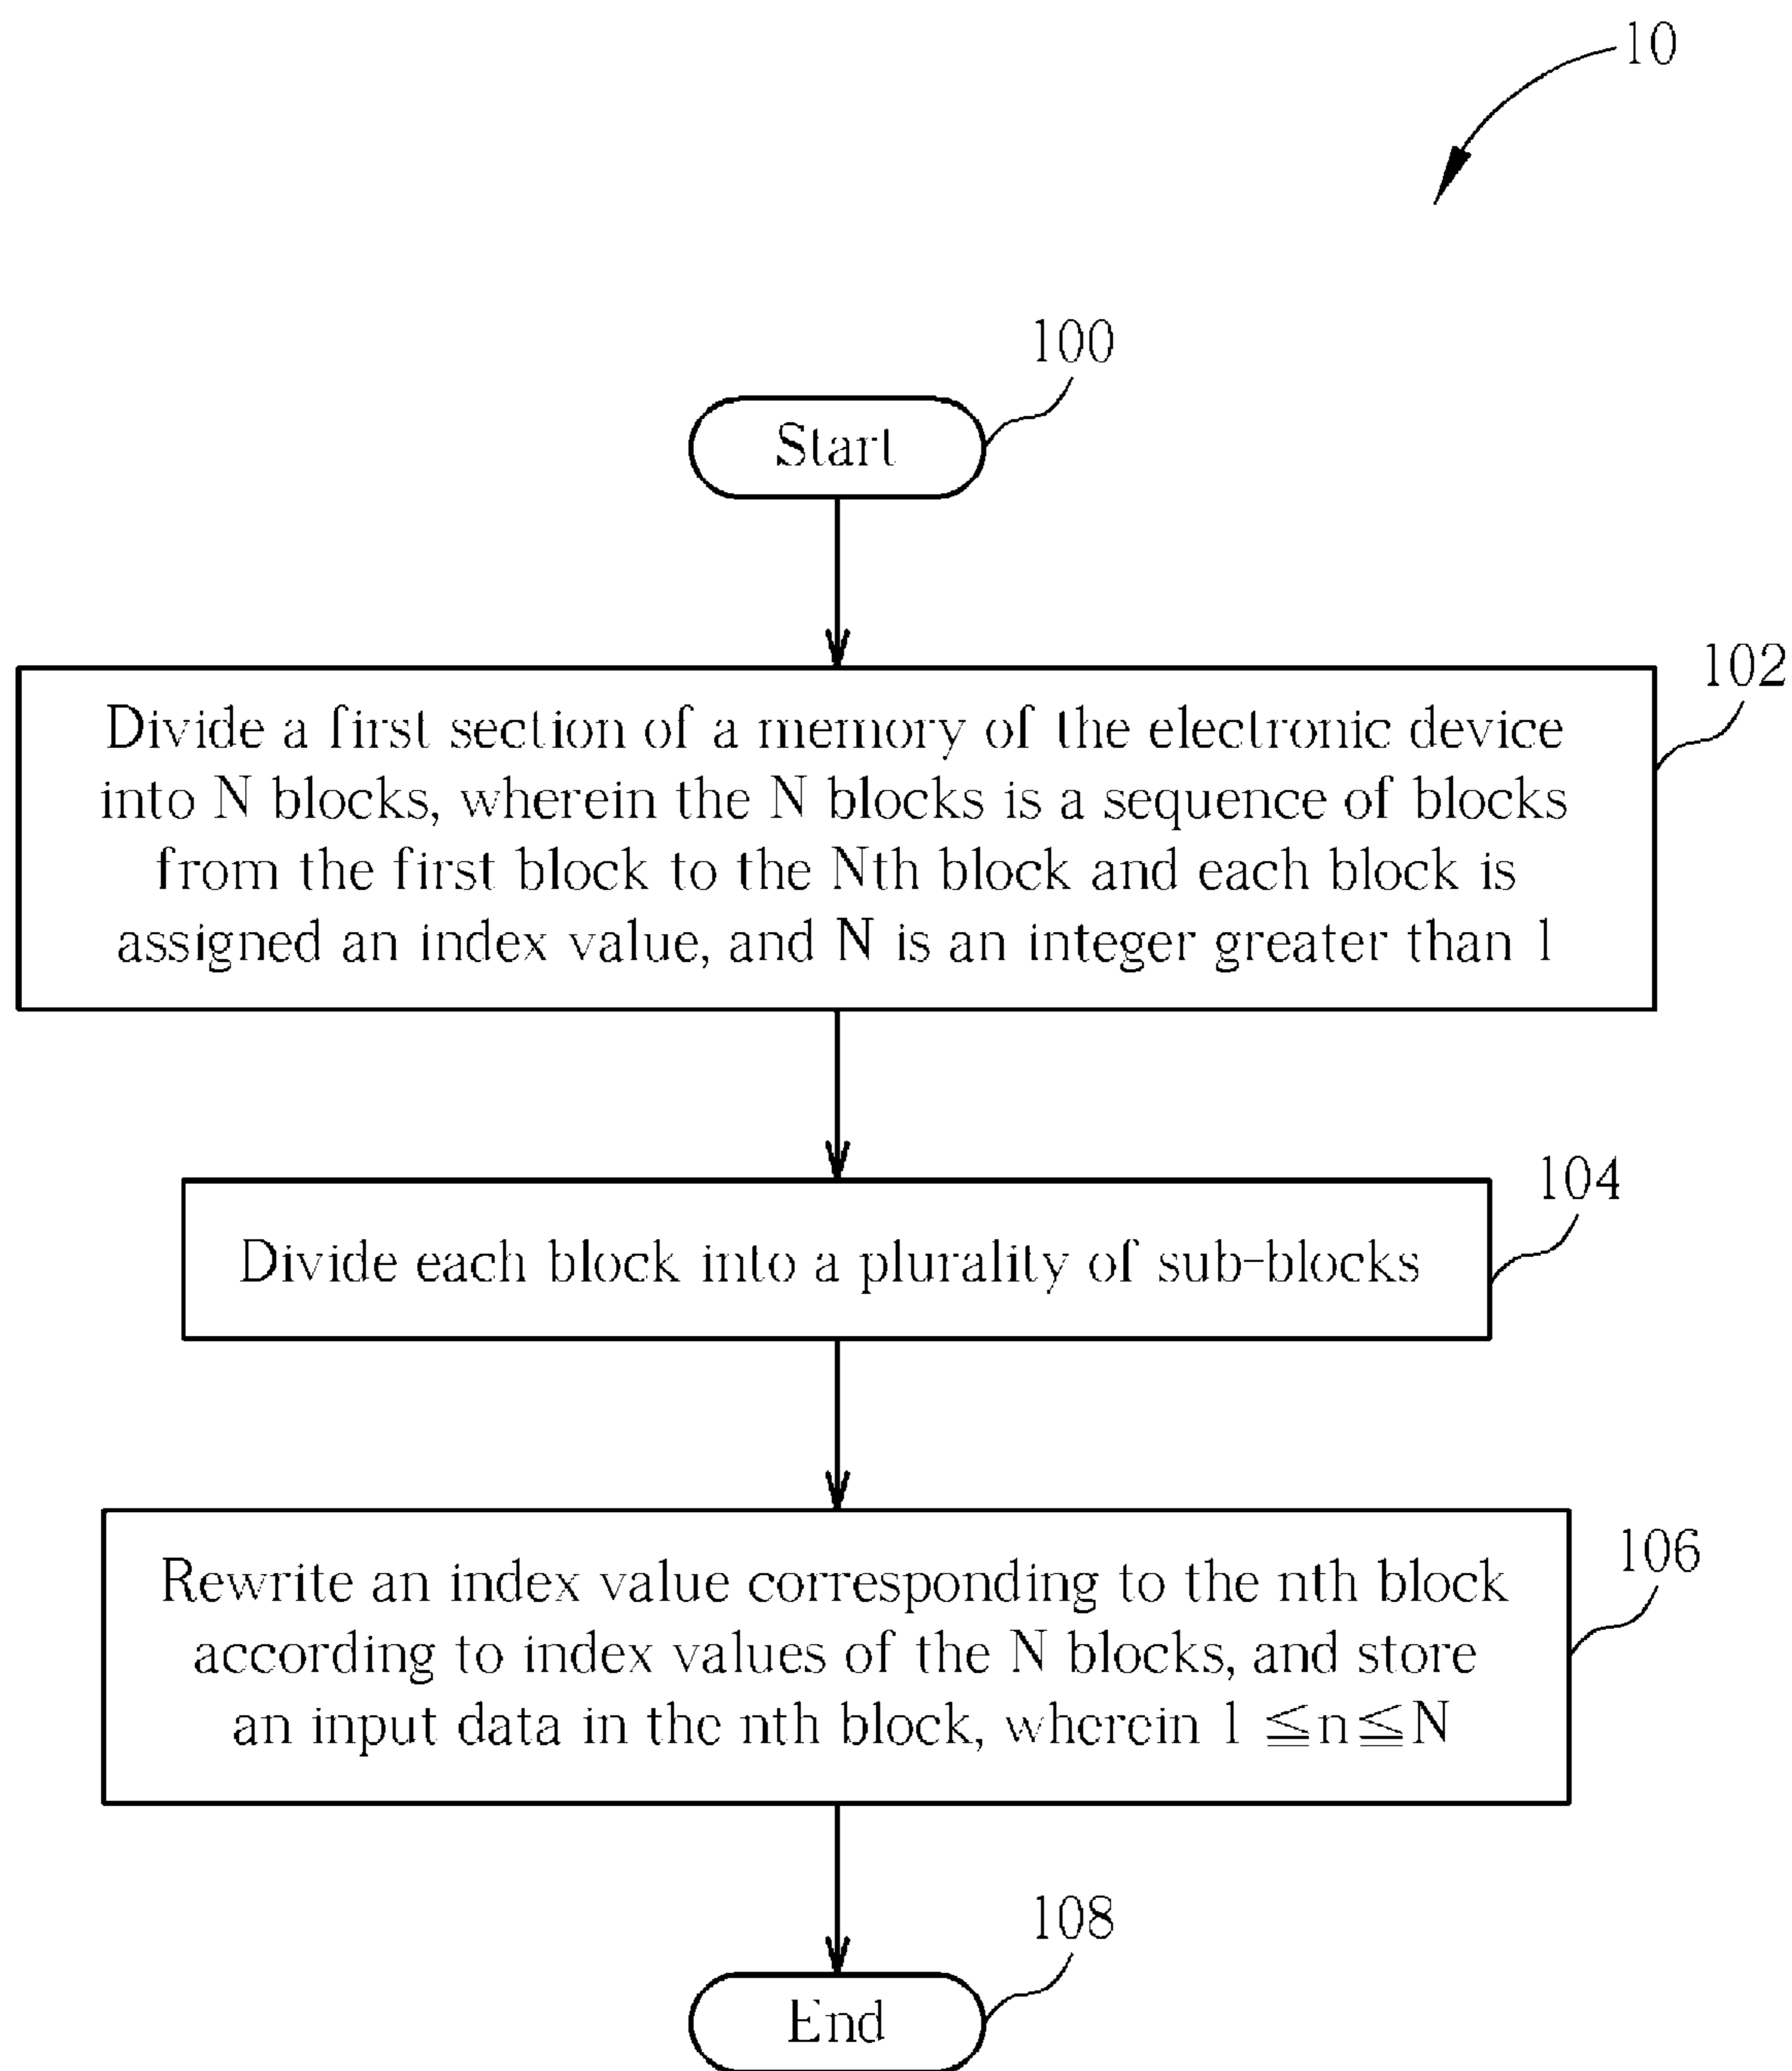 10
100
Start
102
Divide a first section of a memory of the electronic device
into N blocks, wherein the N blocks is a sequence of blocks
from the first block to the Nth block and each block is
assigned an index value, and N is an integer greater than 1
104
Divide each block into a plurality of sub-blocks
106
Rewrite an index value corresponding to the nth block
according to index values of the N blocks, and store
an input data in the nth block, wherein 1 ≦n≦N
108
End